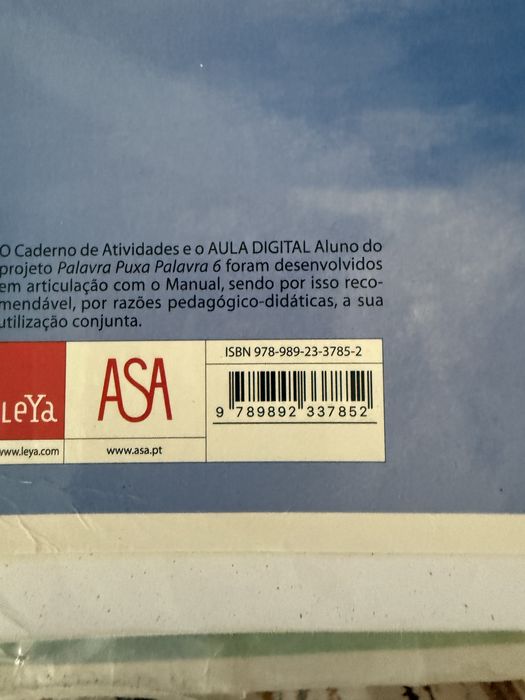 O Caderno de Atividades e o AULA DIGITAL Aluno do
projeto Palavra Puxa Palavra 6 foram desenvolvidos
em articulação com o Manual, sendo por isso reco-
mendável, por razões pedagógico-didáticas, a sua
utilização conjunta.
LeYa
www.leya.com
ASA
www.asa.pt
ISBN 978-989-23-3785-2
9 789892 337852